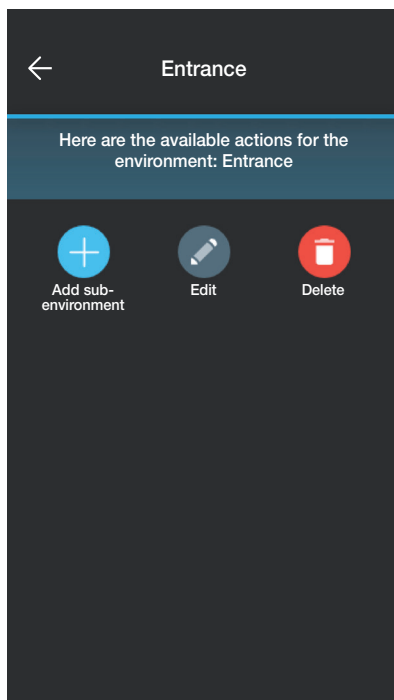 Entrance
Here are the available actions for the
environment: Entrance
Add sub-
environment
Edit
Delete